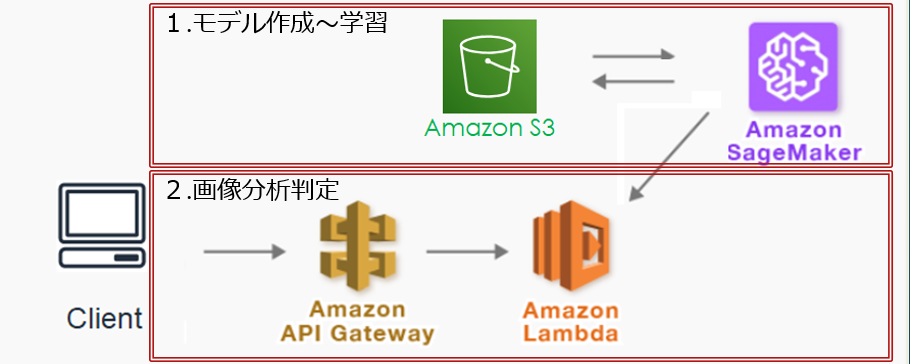 １.モデル作成～学習
Amazon S3
Amazon
SageMaker
２.画像分析判定
Client
Amazon
API Gateway
Amazon
Lambda